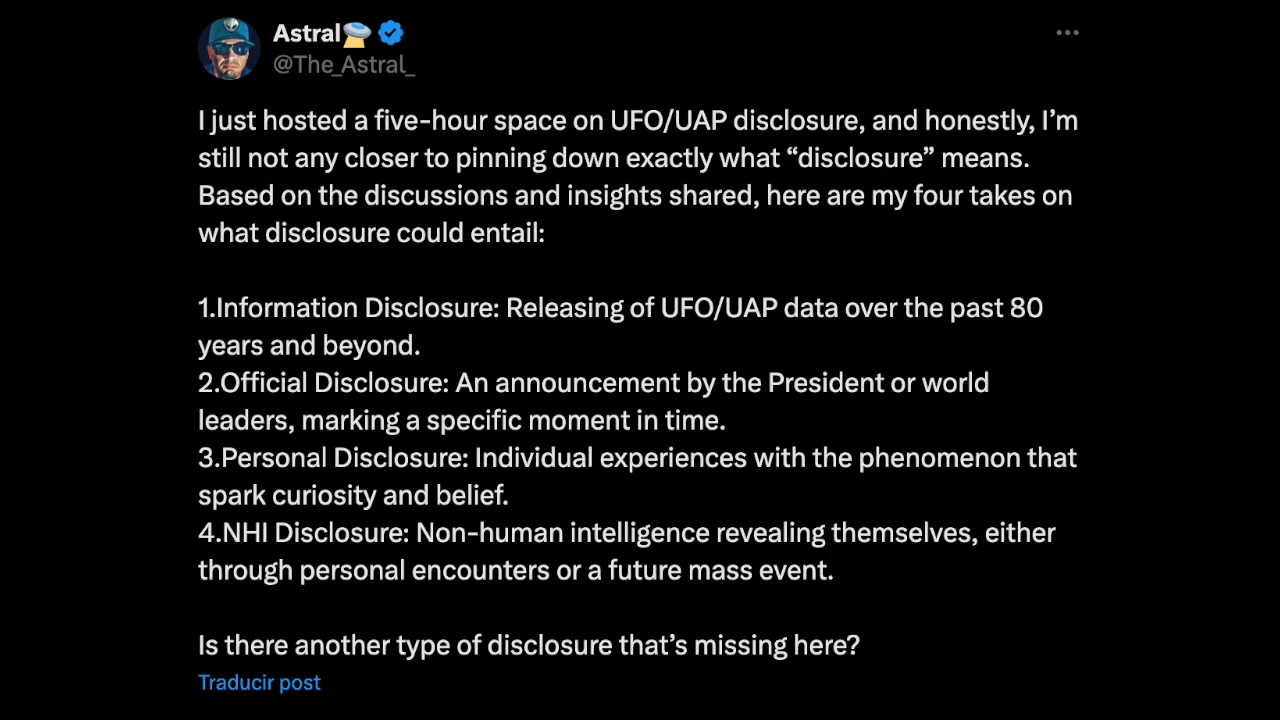 Astral
@The_Astral_
I just hosted a five-hour space on UFO/UAP disclosure, and honestly, I’m
still not any closer to pinning down exactly what “disclosure” means.
Based on the discussions and insights shared, here are my four takes on
what disclosure could entail:
1.Information Disclosure: Releasing of UFO/UAP data over the past 80
years and beyond.
2.Official Disclosure: An announcement by the President or world
leaders, marking a specific moment in time.
3.Personal Disclosure: Individual experiences with the phenomenon that
spark curiosity and belief.
4.NHI Disclosure: Non-human intelligence revealing themselves, either
through personal encounters or a future mass event.
Is there another type of disclosure that’s missing here?
Traducir post